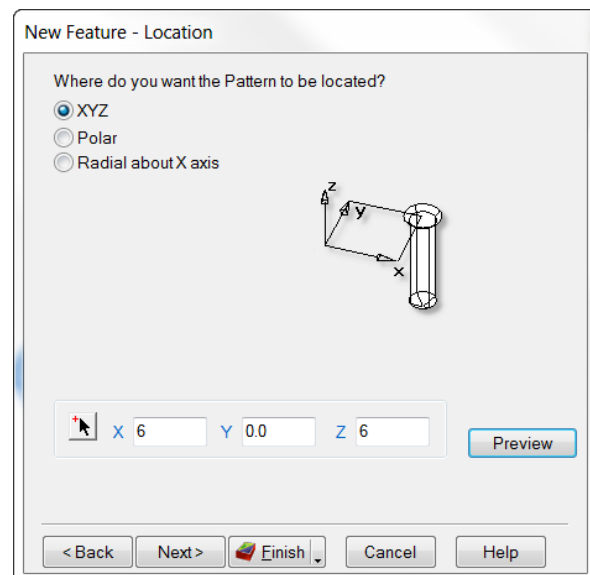 New Feature - Location
Where do you want the Pattern to be located?
XYZ
Polar
Radial about X axis
z
y
x
X 6 Y 0.0 Z 6
Preview
< Back Next > Finish Cancel Help